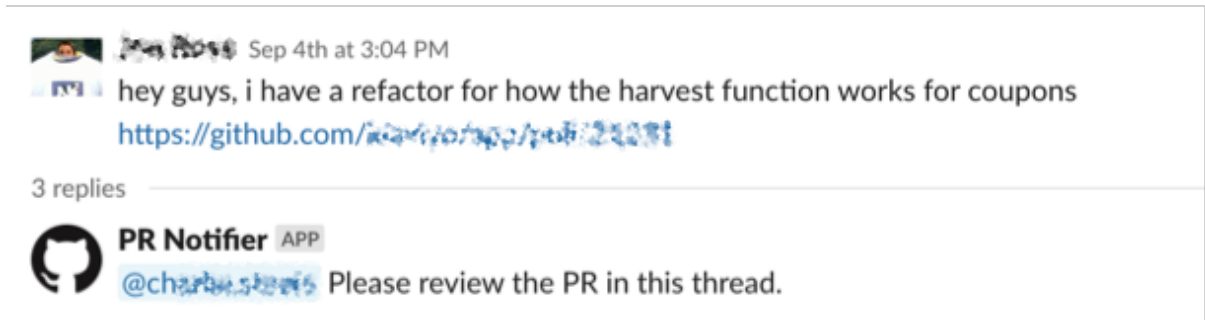 Sep 4th at 3:04 PM
hey guys, i have a refactor for how the harvest function works for coupons
https://github.com/
3 replies
PR Notifier APP
Please review the PR in this thread.